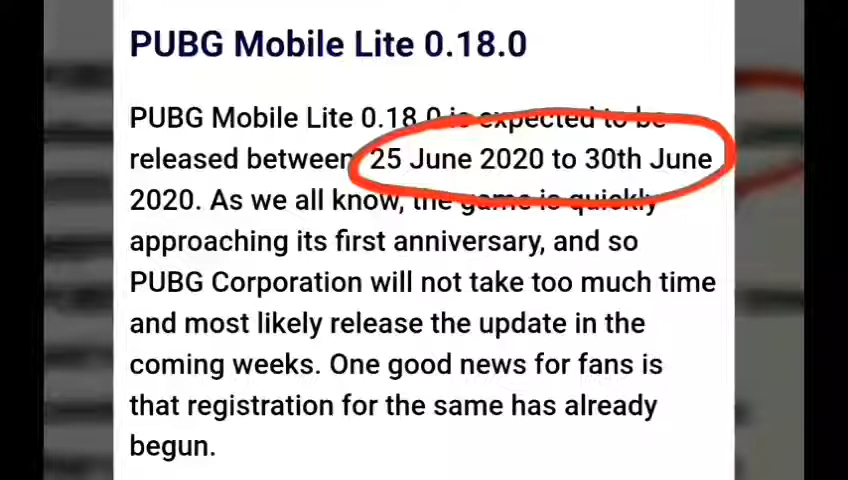 PUBG Mobile Lite 0.18.0
PUBG Mobile Lite 0.18.0 is expected to be
released between 25 June 2020 to 30th June
2020. As we all know, the game is quickly
approaching its first anniversary, and so
PUBG Corporation will not take too much time
and most likely release the update in the
coming weeks. One good news for fans is
that registration for the same has already
begun.